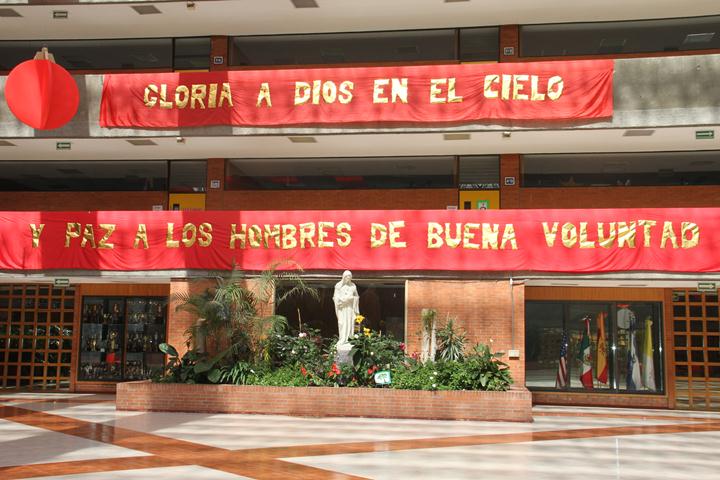 GLORIA A DIOS EN EL CIELO
Y PAZ A LOS HOMBRES DE BUENA VOLUNTAD